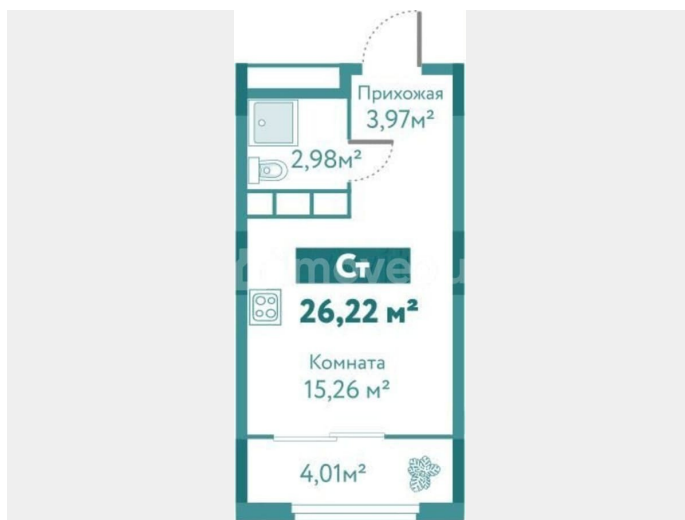 Прихожая
3,97м²
2,98м²
Ст
26,22 м²
Комната
15,26 м²
4,01м²